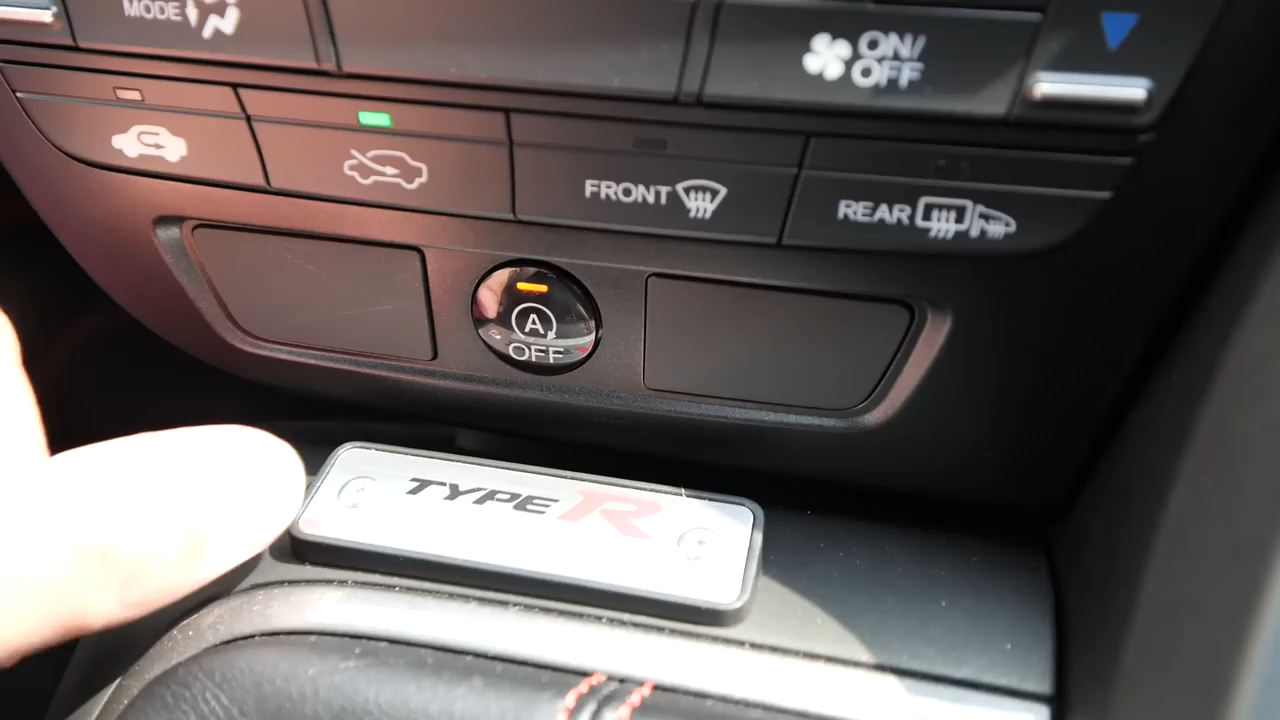 MODE
ON/
OFF
FRONT
REAR
A
OFF
TYPE R